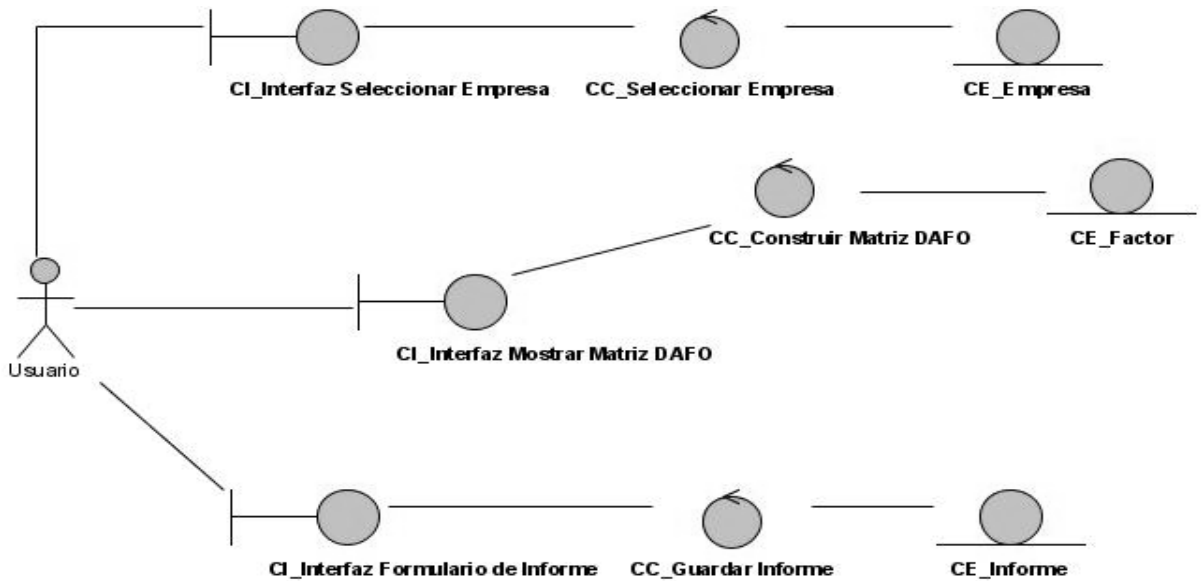 CI_Interfaz Seleccionar Empresa
CC_Seleccionar Empresa
CE_Empresa
CC_Construir Matriz DAFO
CE_Factor
CI_Interfaz Mostrar Matriz DAFO
Usuario
CI_Interfaz Formulario de Informe
CC_Guardar Informe
CE_Informe